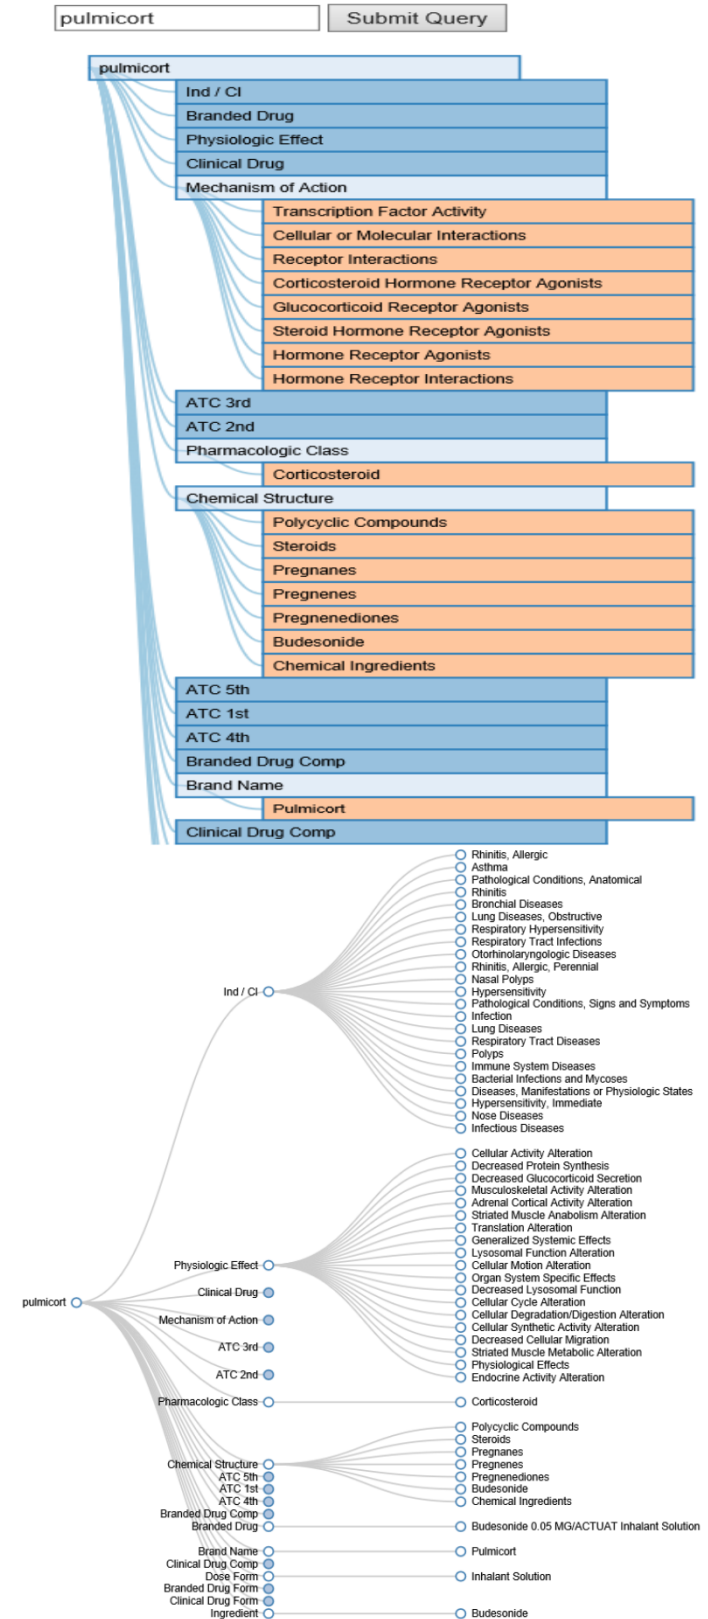 pulmicort
Submit Query
pulmicort
Ind / CI
Branded Drug
Physiologic Effect
Clinical Drug
Mechanism of Action
Transcription Factor Activity
Cellular or Molecular Interactions
Receptor Interactions
Corticosteroid Hormone Receptor Agonists
Glucocorticoid Receptor Agonists
Steroid Hormone Receptor Agonists
Hormone Receptor Agonists
Hormone Receptor Interactions
ATC 3rd
ATC 2nd
Pharmacologic Class
Corticosteroid
Chemical Structure
Polycyclic Compounds
Steroids
Pregnanes
Pregnenes
Pregnenediones
Budesonide
Chemical Ingredients
ATC 5th
ATC 1st
ATC 4th
Branded Drug Comp
Brand Name
Pulmicort
Clinical Drug Comp
Rhinitis, Allergic
Asthma
Pathological Conditions, Anatomical
Rhinitis
Bronchial Diseases
Lung Diseases, Obstructive
Respiratory Hypersensitivity
Respiratory Tract Infections
Otorhinolaryngologic Diseases
Rhinitis, Allergic, Perennial
Nasal Polyps
Ind / CI
Hypersensitivity
Pathological Conditions, Signs and Symptoms
Infection
Lung Diseases
Respiratory Tract Diseases
Polyps
Immune System Diseases
Bacterial Infections and Mycoses
Diseases, Manifestations or Physiologic States
Hypersensitivity, Immediate
Nose Diseases
Infectious Diseases
Cellular Activity Alteration
Decreased Protein Synthesis
Decreased Glucocorticoid Secretion
Musculoskeletal Activity Alteration
Adrenal Cortical Activity Alteration
Striated Muscle Anabolism Alteration
Translation Alteration
Generalized Systemic Effects
Lysosomal Function Alteration
Physiologic Effect
Cellular Motion Alteration
Organ System Specific Effects
Decreased Lysosomal Function
Cellular Cycle Alteration
Cellular Degradation/Digestion Alteration
Cellular Synthetic Activity Alteration
Decreased Cellular Migration
Striated Muscle Metabolic Alteration
Physiological Effects
Endocrine Activity Alteration
pulmicort
Clinical Drug
Mechanism of Action
ATC 3rd
ATC 2nd
Pharmacologic Class
Corticosteroid
Polycyclic Compounds
Steroids
Pregnanes
Chemical Structure
Pregnenes
ATC 5th
Pregnenediones
ATC 1st
Budesonide
ATC 4th
Chemical Ingredients
Branded Drug Comp
Branded Drug
Budesonide 0.05 MG/ACTUAT Inhalant Solution
Brand Name
Pulmicort
Clinical Drug Comp
Dose Form
Inhalant Solution
Branded Drug Form
Clinical Drug Form
Ingredient
Budesonide